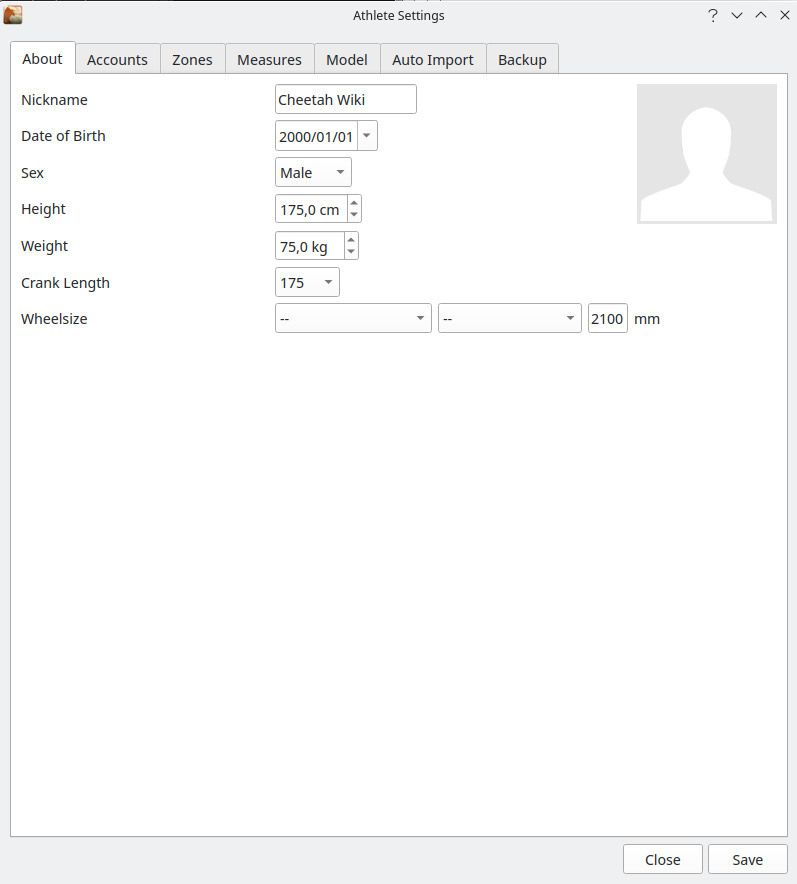 Athlete Settings
About Accounts Zones Measures Model Auto Import Backup
Nickname Cheetah Wiki
Date of Birth 2000/01/01
Sex Male
Height 175,0 cm
Weight 75,0 kg
Crank Length 175
Wheelsize -- -- 2100 mm
Close Save